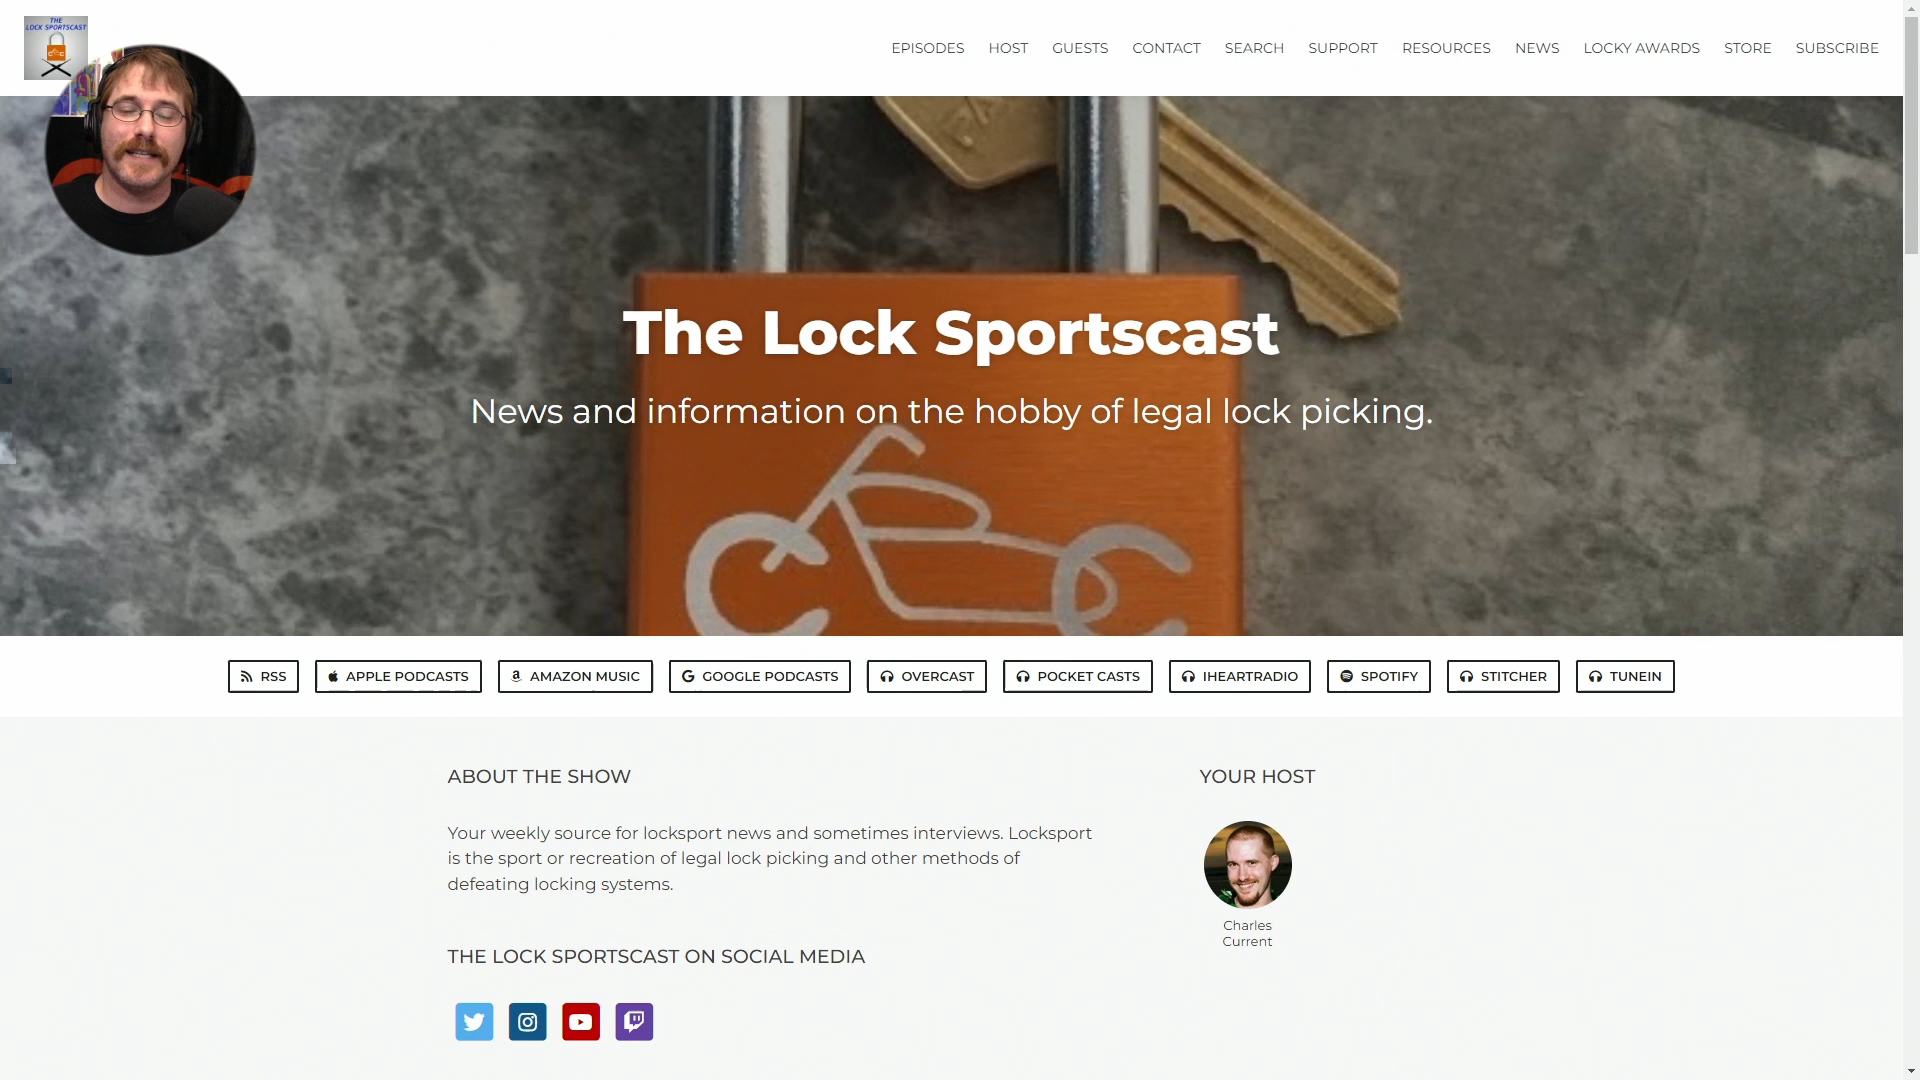 THE
LOCK SPORTSCAST
EPISODES HOST GUESTS CONTACT SEARCH SUPPORT RESOURCES NEWS LOCKY AWARDS STORE SUBSCRIBE
The Lock Sportscast
News and information on the hobby of legal lock picking.
RSS APPLE PODCASTS AMAZON MUSIC GOOGLE PODCASTS OVERCAST POCKET CASTS IHEARTRADIO SPOTIFY STITCHER TUNEIN
ABOUT THE SHOW
Your weekly source for locksport news and sometimes interviews. Locksport
is the sport or recreation of legal lock picking and other methods of
defeating locking systems.
THE LOCK SPORTSCAST ON SOCIAL MEDIA
YOUR HOST
Charles
Current